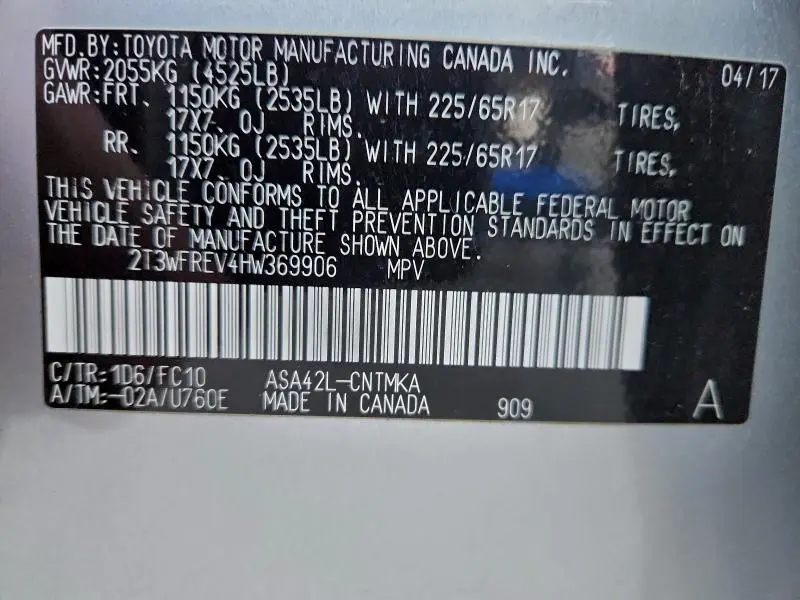 MFD.BY:TOYOTA MOTOR MANUFACTURING CANADA INC. 04/17
GVWR:2055KG (4525LB)
GAWR:FRT. 1150KG (2535LB) WITH 225/65R17 TIRES,
17X7.0J RIMS.
RR. 1150KG (2535LB) WITH 225/65R17 TIRES,
17X7.0J RIMS.
THIS VEHICLE CONFORMS TO ALL APPLICABLE FEDERAL MOTOR
VEHICLE SAFETY AND THEFT PREVENTION STANDARDS IN EFFECT ON
THE DATE OF MANUFACTURE SHOWN ABOVE.
2T3WFREV4HW369906 MPV
C/TR:1D6/FC10 ASA42L-CNTMKA
A/TM:-02A/U760E MADE IN CANADA 909 A